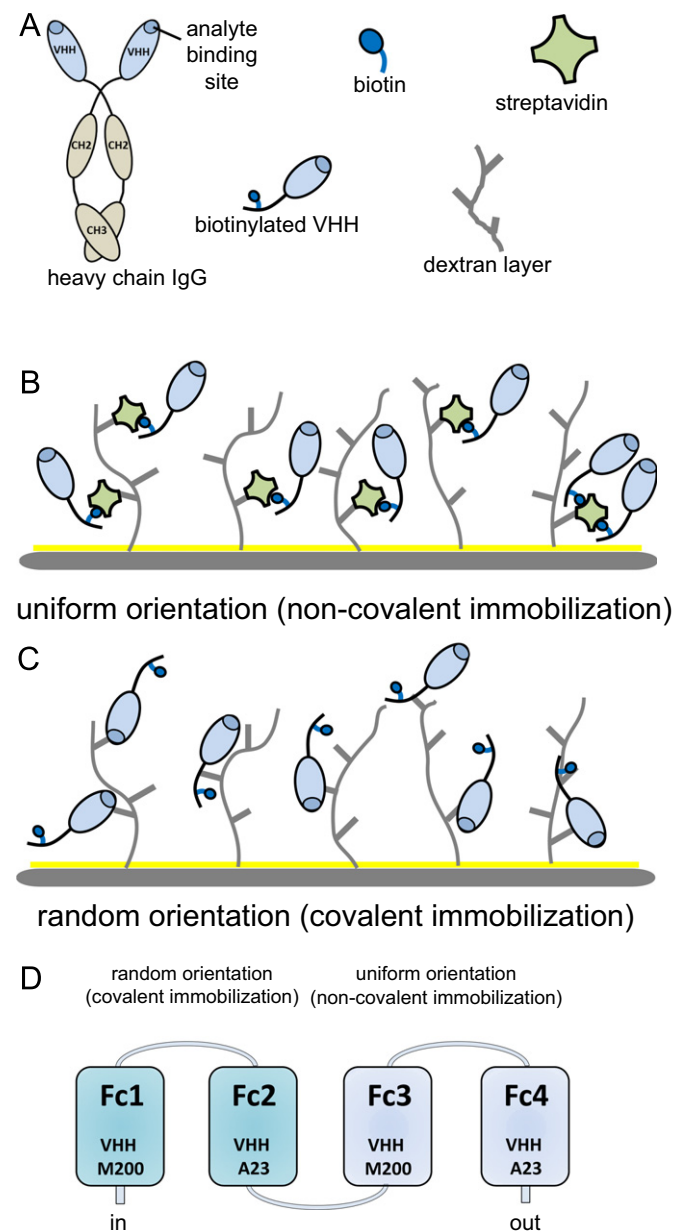 A
VHH
VHH
analyte
binding
site
CH2
CH2
CH3
heavy chain IgG
biotin
streptavidin
biotinylated VHH
dextran layer
B
uniform orientation (non-covalent immobilization)
C
random orientation (covalent immobilization)
D
random orientation
(covalent immobilization)
uniform orientation
(non-covalent immobilization)
Fc1
VHH
M200
Fc2
VHH
A23
Fc3
VHH
M200
Fc4
VHH
A23
in
out